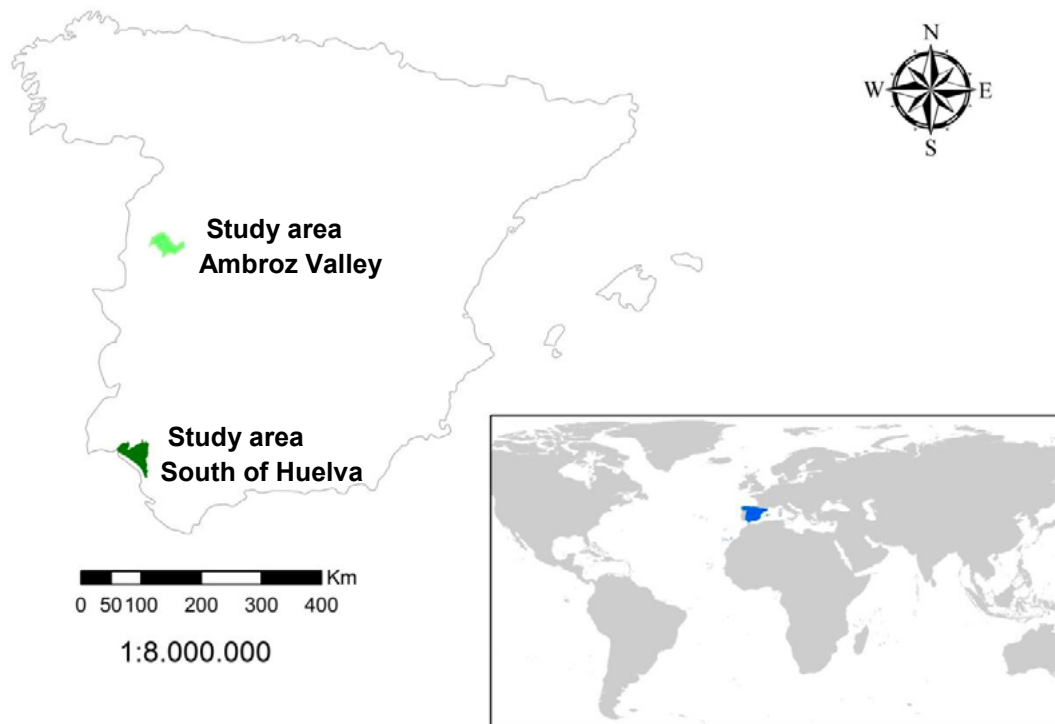 N
W E
S
Study area
Ambroz Valley
Study area
South of Huelva
Km
0 50 100 200 300 400
1:8.000.000